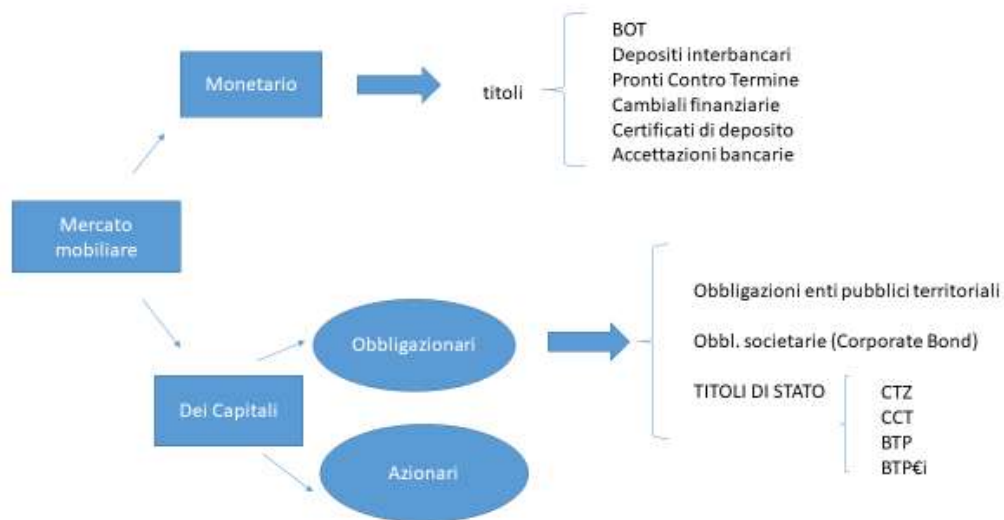 Monetario
titoli
BOT
Depositi interbancari
Pronti Contro Termine
Cambiali finanziarie
Certificati di deposito
Accettazioni bancarie
Mercato
mobiliare
Dei Capitali
Obbligazionari
Azionari
Obbligazioni enti pubblici territoriali
Obbl. societarie (Corporate Bond)
TITOLI DI STATO
CTZ
CCT
BTP
BTP€i